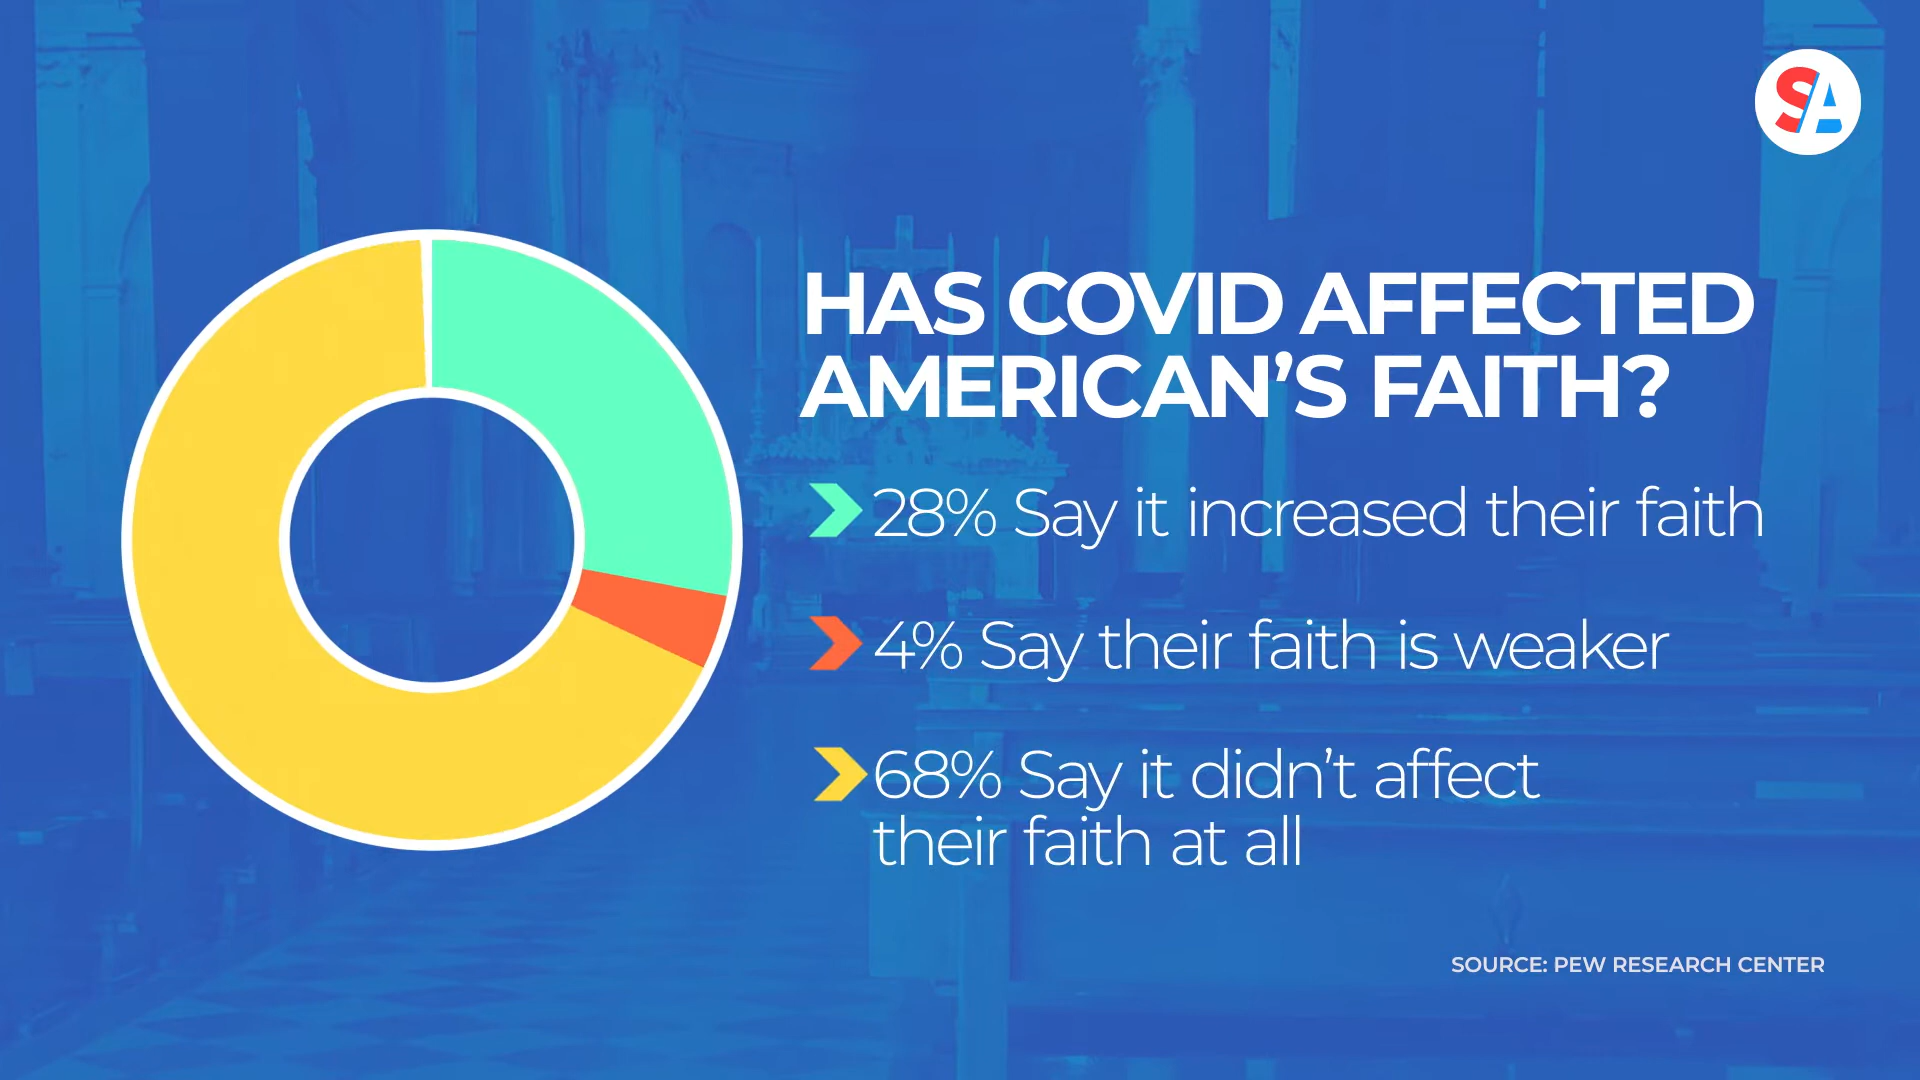 SA
HAS COVID AFFECTED
AMERICAN'S FAITH?
28% Say it increased their faith
4% Say their faith is weaker
68% Say it didn't affect
their faith at all
SOURCE: PEW RESEARCH CENTER